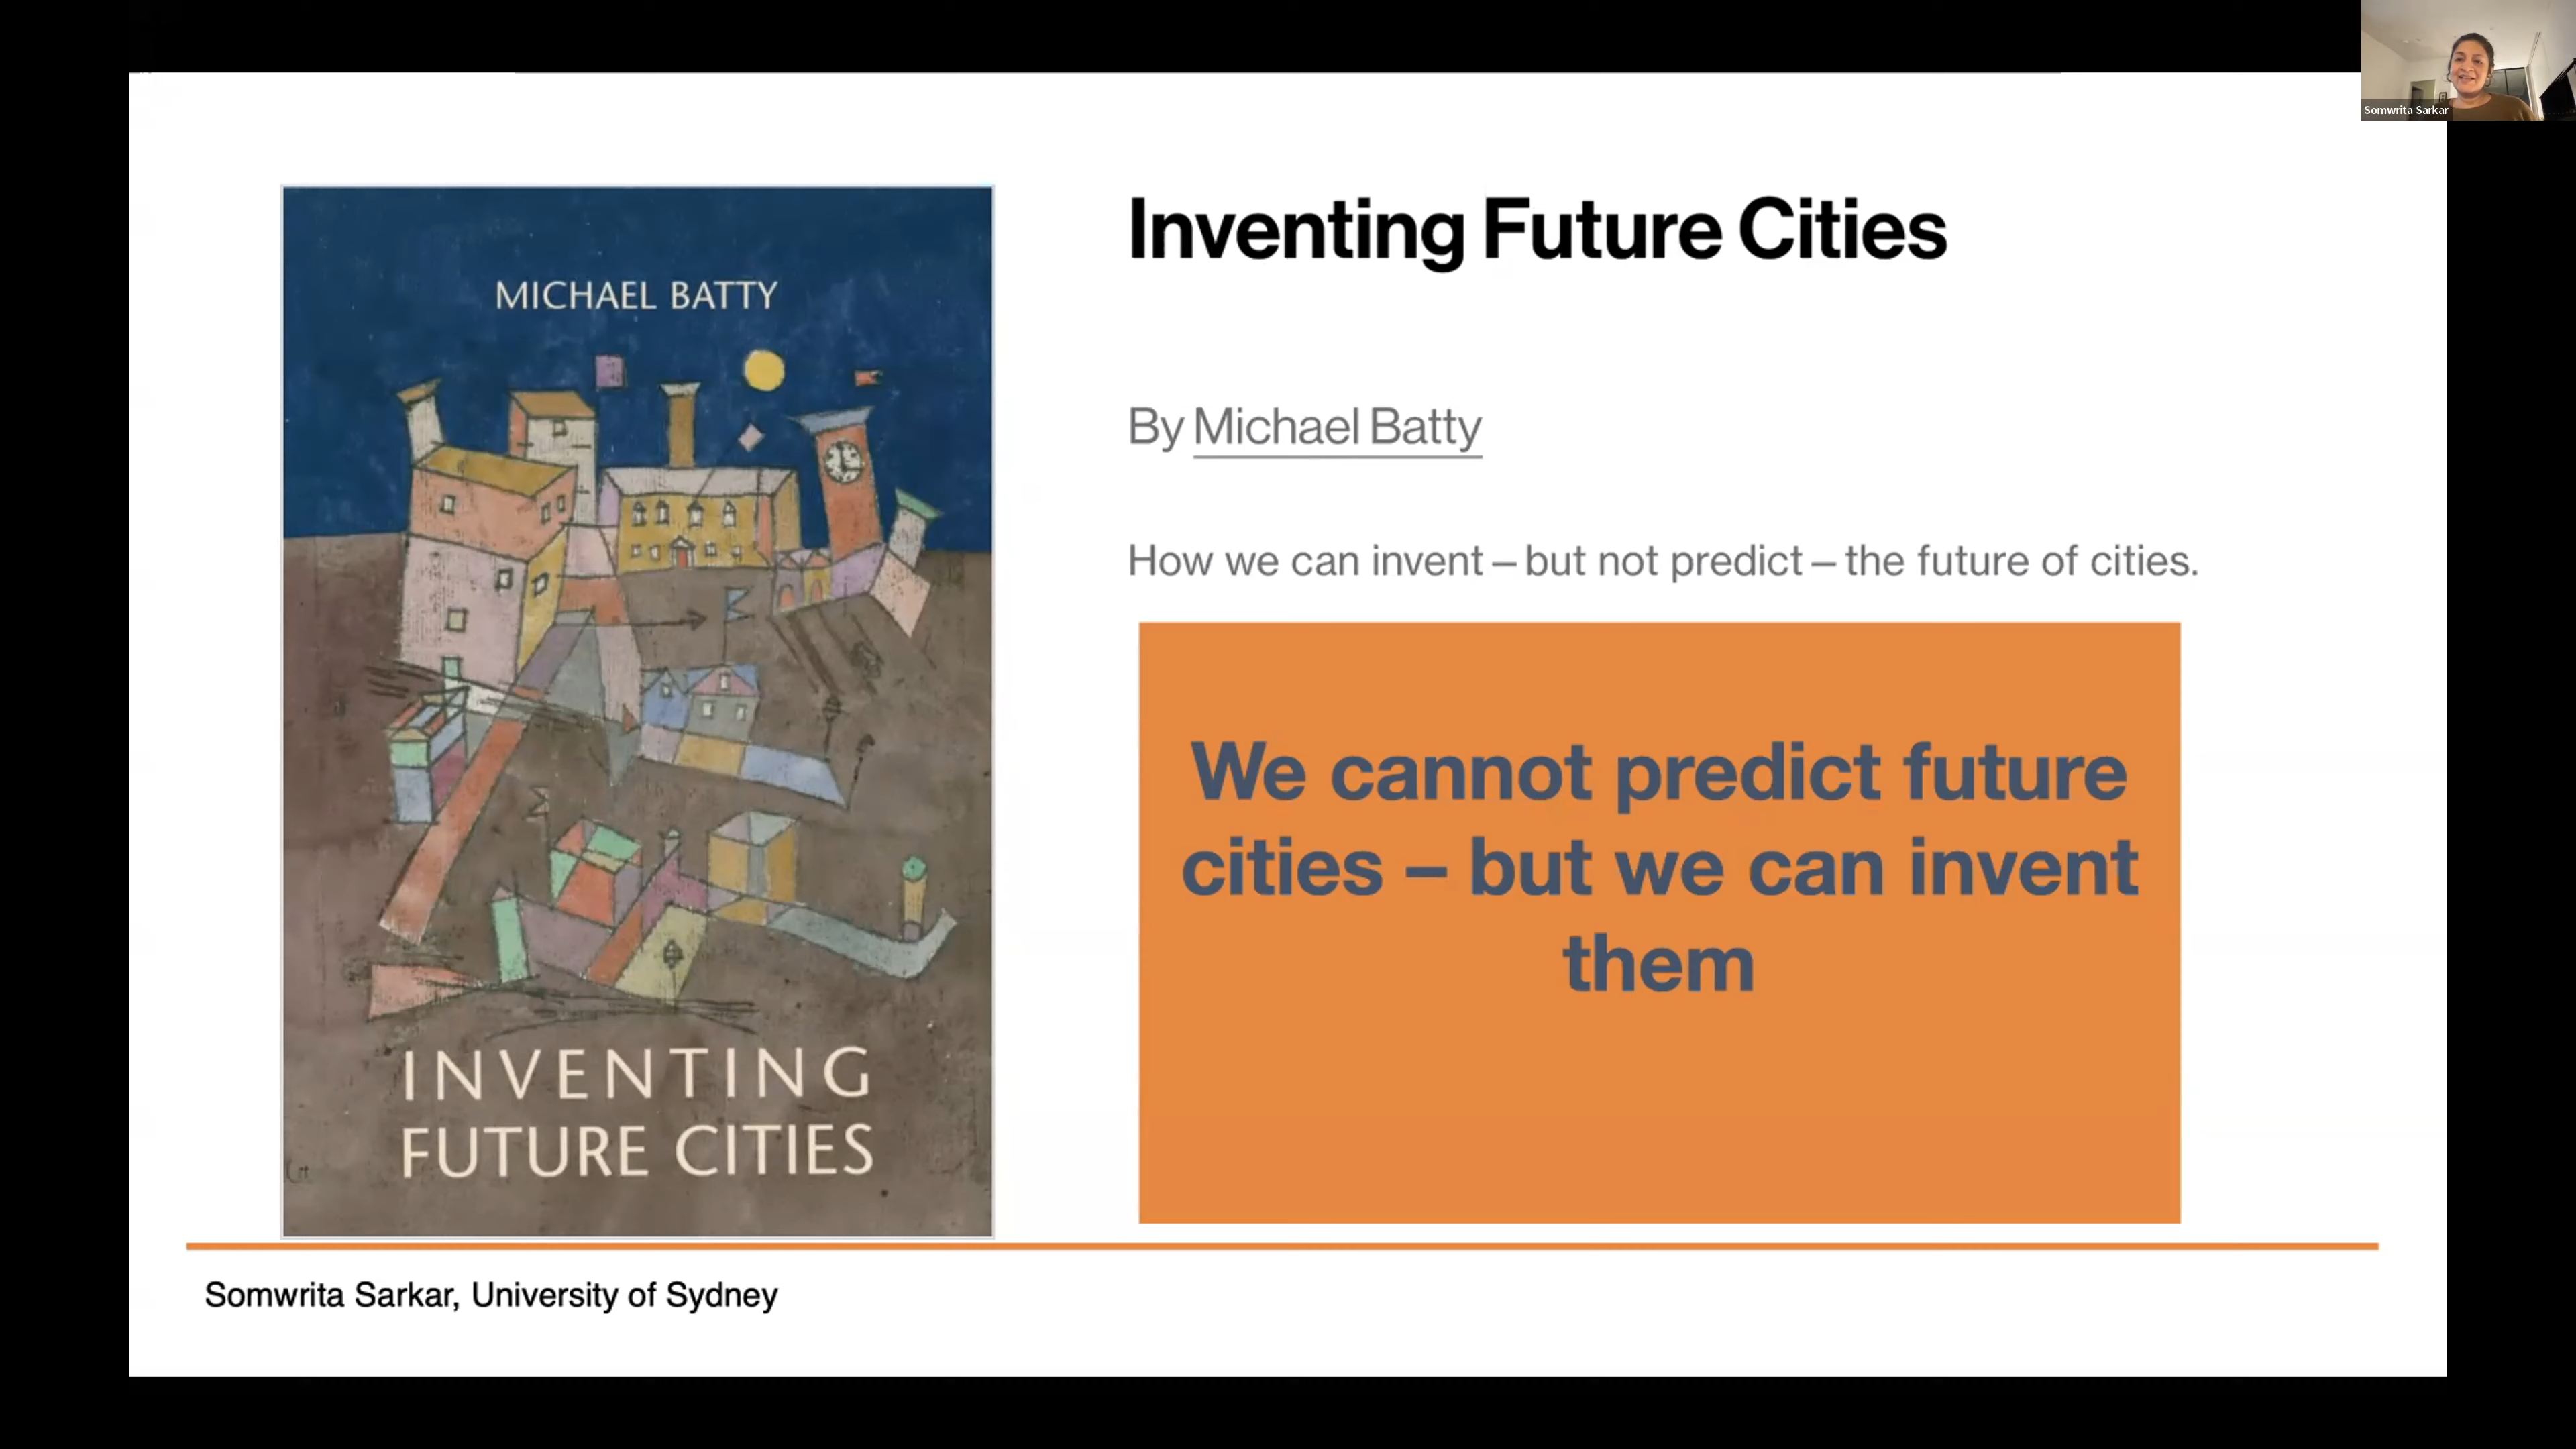 Somwrita Sarkar
MICHAEL BATTY
INVENTING
FUTURE CITIES
Inventing Future Cities
By Michael Batty
How we can invent – but not predict – the future of cities.
We cannot predict future
cities – but we can invent
them
Somwrita Sarkar, University of Sydney